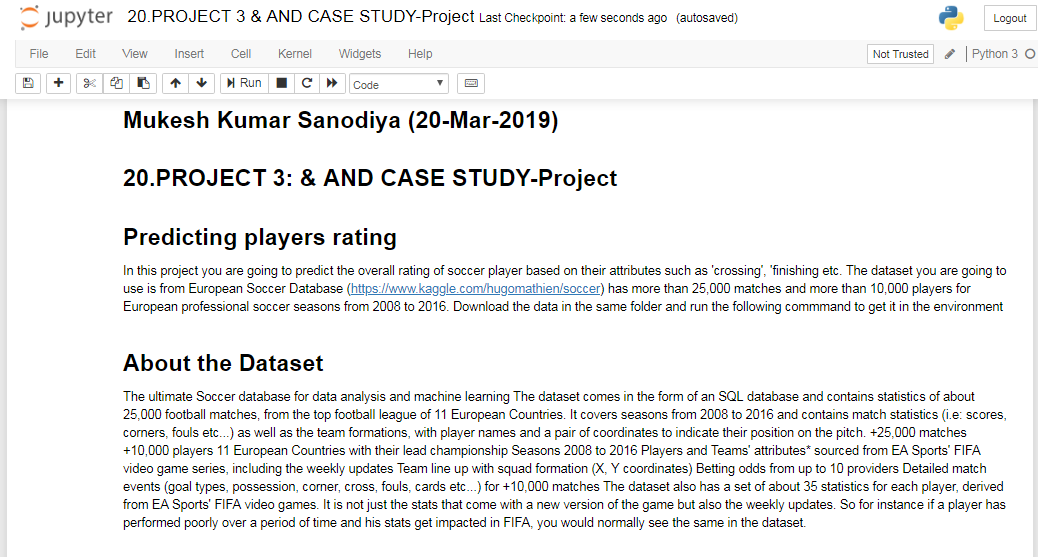 jupyter 20.PROJECT 3 & AND CASE STUDY-Project Last Checkpoint: a few seconds ago (autosaved) Logout
File Edit View Insert Cell Kernel Widgets Help Not Trusted Python 3
Run Code
Mukesh Kumar Sanodiya (20-Mar-2019)
20.PROJECT 3: & AND CASE STUDY-Project
Predicting players rating
In this project you are going to predict the overall rating of soccer player based on their attributes such as 'crossing', 'finishing etc. The dataset you are going to
use is from European Soccer Database (https://www.kaggle.com/hugomathien/soccer) has more than 25,000 matches and more than 10,000 players for
European professional soccer seasons from 2008 to 2016. Download the data in the same folder and run the following commmand to get it in the environment
About the Dataset
The ultimate Soccer database for data analysis and machine learning The dataset comes in the form of an SQL database and contains statistics of about
25,000 football matches, from the top football league of 11 European Countries. It covers seasons from 2008 to 2016 and contains match statistics (i.e: scores,
corners, fouls etc...) as well as the team formations, with player names and a pair of coordinates to indicate their position on the pitch. +25,000 matches
+10,000 players 11 European Countries with their lead championship Seasons 2008 to 2016 Players and Teams' attributes* sourced from EA Sports' FIFA
video game series, including the weekly updates Team line up with squad formation (X, Y coordinates) Betting odds from up to 10 providers Detailed match
events (goal types, possession, corner, cross, fouls, cards etc...) for +10,000 matches The dataset also has a set of about 35 statistics for each player, derived
from EA Sports' FIFA video games. It is not just the stats that come with a new version of the game but also the weekly updates. So for instance if a player has
performed poorly over a period of time and his stats get impacted in FIFA, you would normally see the same in the dataset.